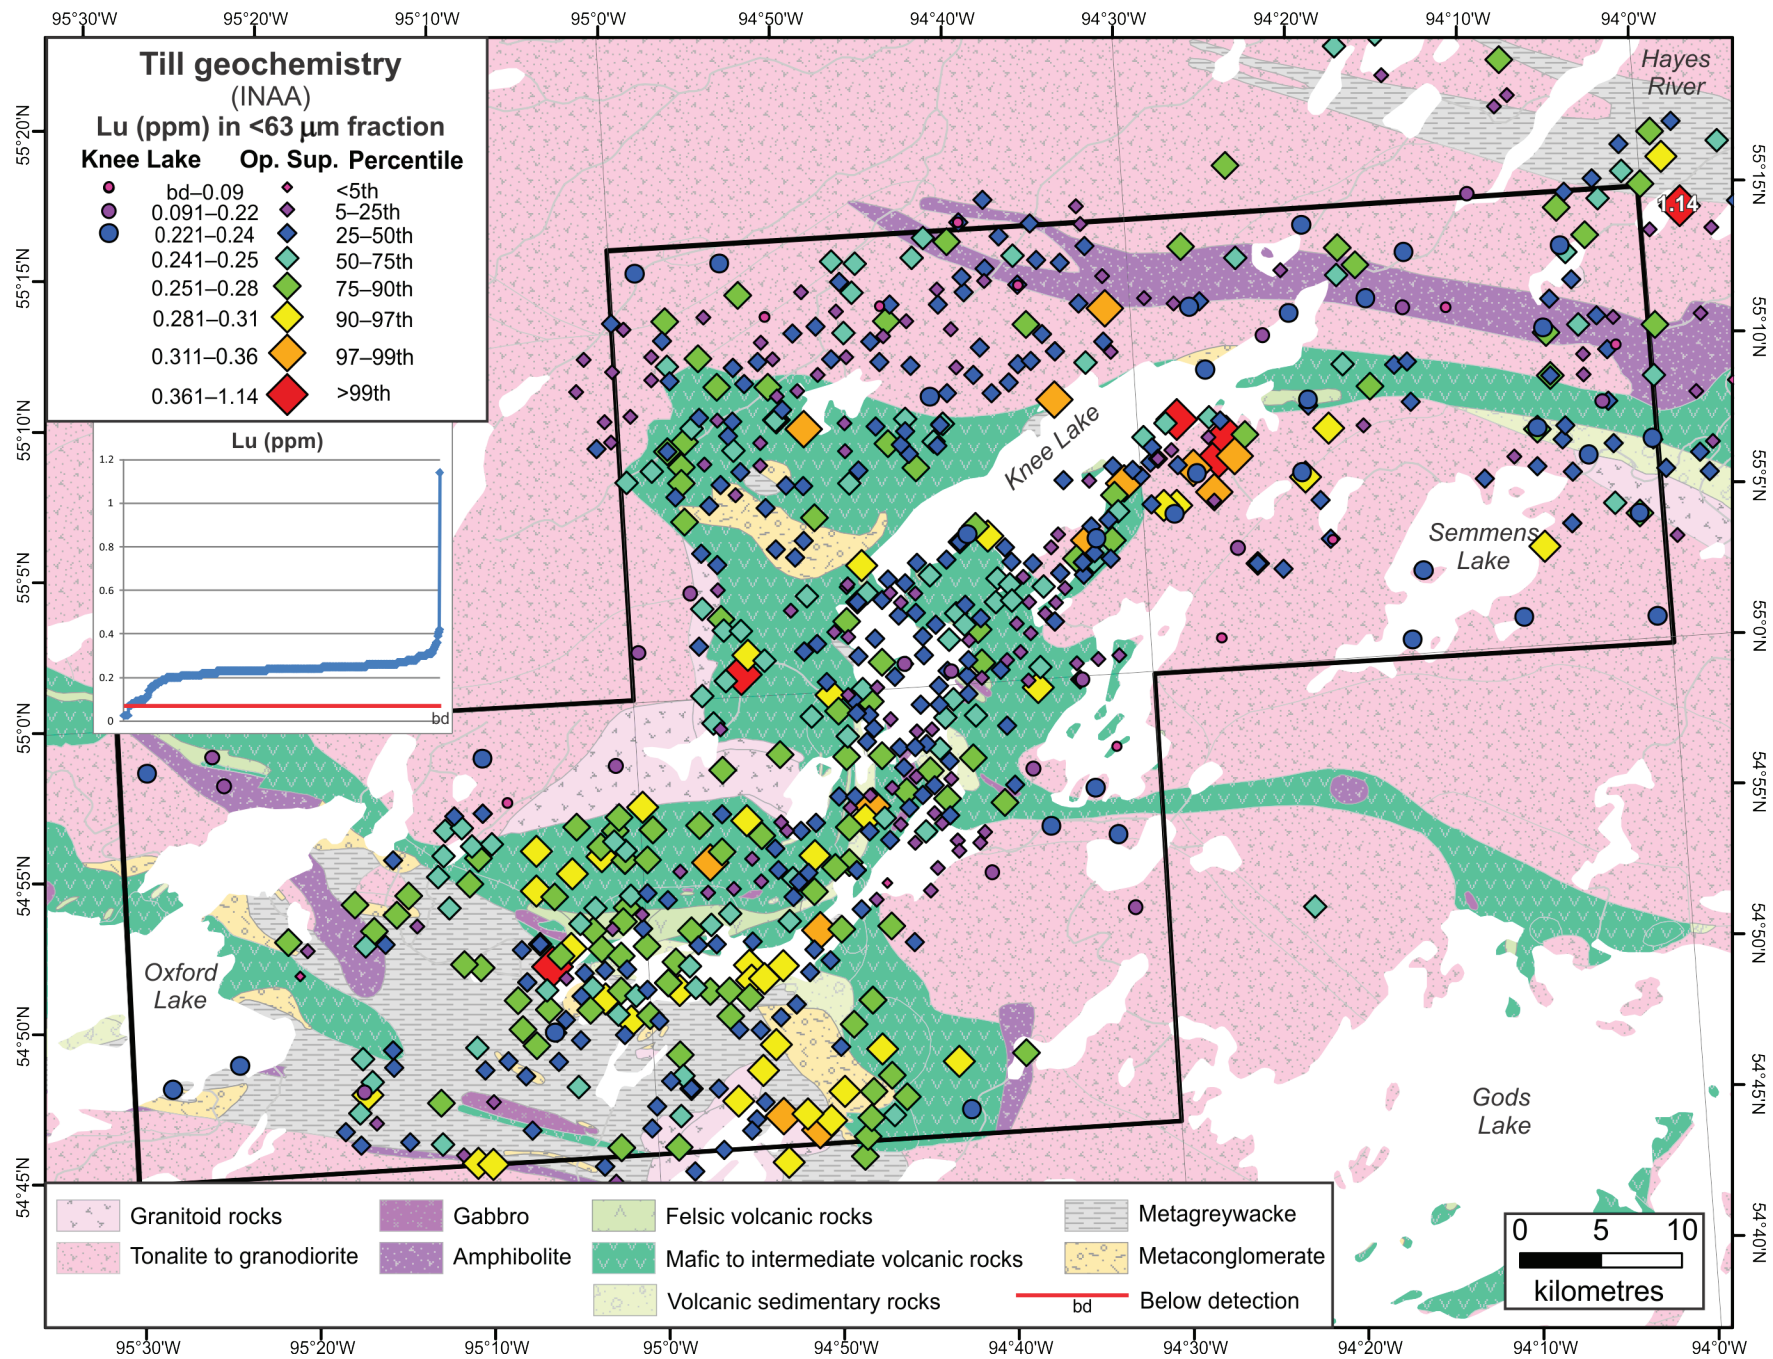 95°30'W 95°20'W 95°10'W 95°0'W 94°50'W 94°40'W 94°30'W 94°20'W 94°10'W 94°0'W
Till geochemistry
(INAA)
Lu (ppm) in <63 µm fraction
Knee Lake Op. Sup. Percentile
bd–0.09 <5th
0.091–0.22 5–25th
0.221–0.24 25–50th
0.241–0.25 50–75th
0.251–0.28 75–90th
0.281–0.31 90–97th
0.311–0.36 97–99th
0.361–1.14 >99th
Lu (ppm)
1.2
1
0.8
0.6
0.4
0.2
0
bd
55°20'N
55°15'N
55°10'N
55°5'N
55°0'N
54°55'N
54°50'N
54°45'N
Hayes
River
1.14
Knee Lake
Semmens
Lake
Oxford
Lake
Gods
Lake
55°15'N
55°10'N
55°5'N
55°0'N
54°55'N
54°50'N
54°45'N
54°40'N
Granitoid rocks
Tonalite to granodiorite
Gabbro
Amphibolite
Felsic volcanic rocks
Mafic to intermediate volcanic rocks
Volcanic sedimentary rocks
Metagreywacke
Metaconglomerate
bd Below detection
0 5 10
kilometres
95°30'W 95°20'W 95°10'W 95°0'W 94°50'W 94°40'W 94°30'W 94°20'W 94°10'W 94°0'W